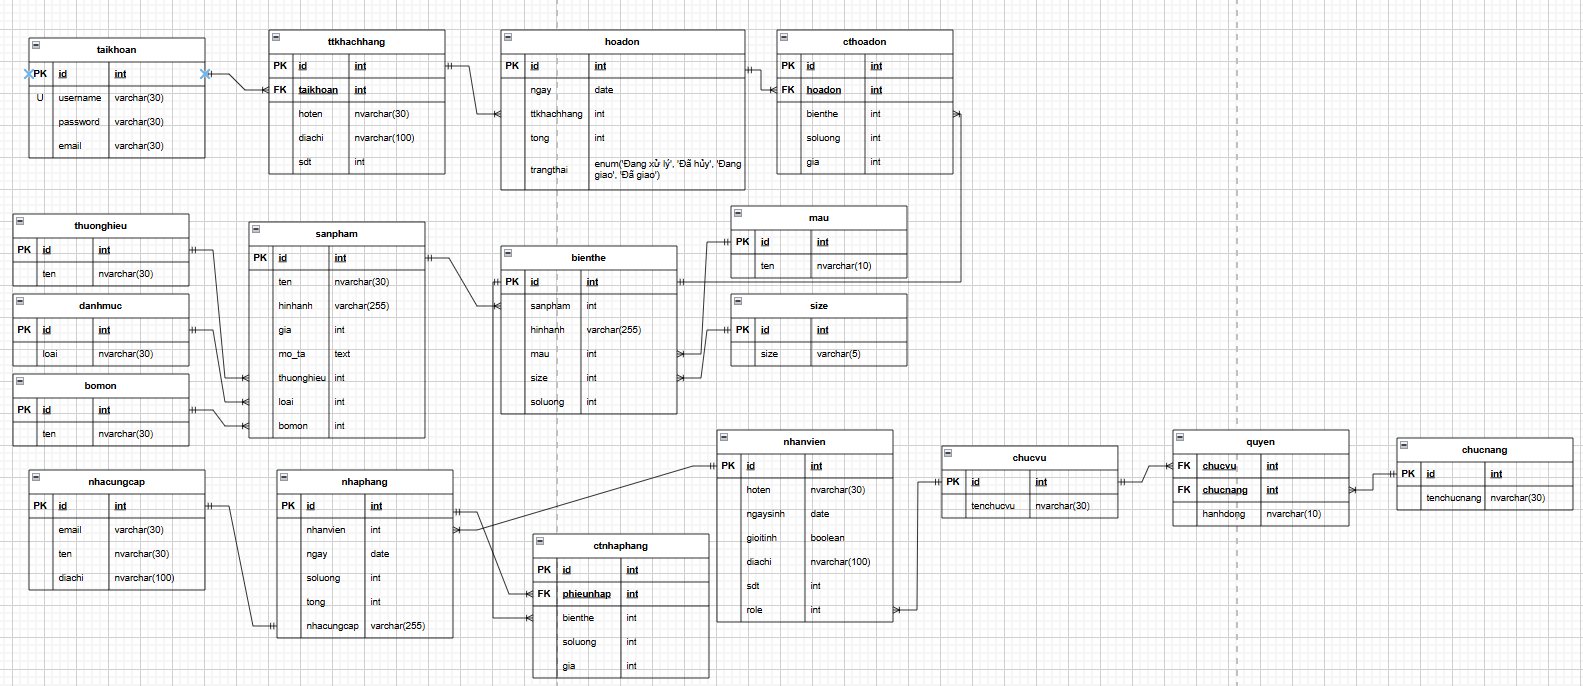 taikhoan
PK id int
U username varchar(30)
password varchar(30)
email varchar(30)
ttkhachhang
PK id int
FK taikhoan int
hoten nvarchar(30)
diachi nvarchar(100)
sdt int
hoadon
PK id int
ngay date
ttkhachhang int
tong int
trangthai enum('Đang xử lý', 'Đã hủy', 'Đang
giao', 'Đã giao')
cthoadon
PK id int
FK hoadon int
bienthe int
soluong int
gia int
thuonghieu
PK id int
ten nvarchar(30)
danhmuc
PK id int
loai nvarchar(30)
bomon
PK id int
ten nvarchar(30)
sanpham
PK id int
ten nvarchar(30)
hinhanh varchar(255)
gia int
mo_ta text
thuonghieu int
loai int
bomon int
bienthe
PK id int
sanpham int
hinhanh varchar(255)
mau int
size int
soluong int
mau
PK id int
ten nvarchar(10)
size
PK id int
size varchar(5)
nhacungcap
PK id int
email varchar(30)
ten nvarchar(30)
diachi nvarchar(100)
nhaphang
PK id int
nhanvien int
ngay date
soluong int
tong int
nhacungcap varchar(255)
ctnhaphang
PK id int
FK phieunhap int
bienthe int
soluong int
gia int
nhanvien
PK id int
hoten nvarchar(30)
ngaysinh date
gioitinh boolean
diachi nvarchar(100)
sdt int
role int
chucvu
PK id int
tenchucvu nvarchar(30)
quyen
FK chucvu int
FK chucnang int
hanhdong nvarchar(10)
chucnang
PK id int
tenchucnang nvarchar(30)